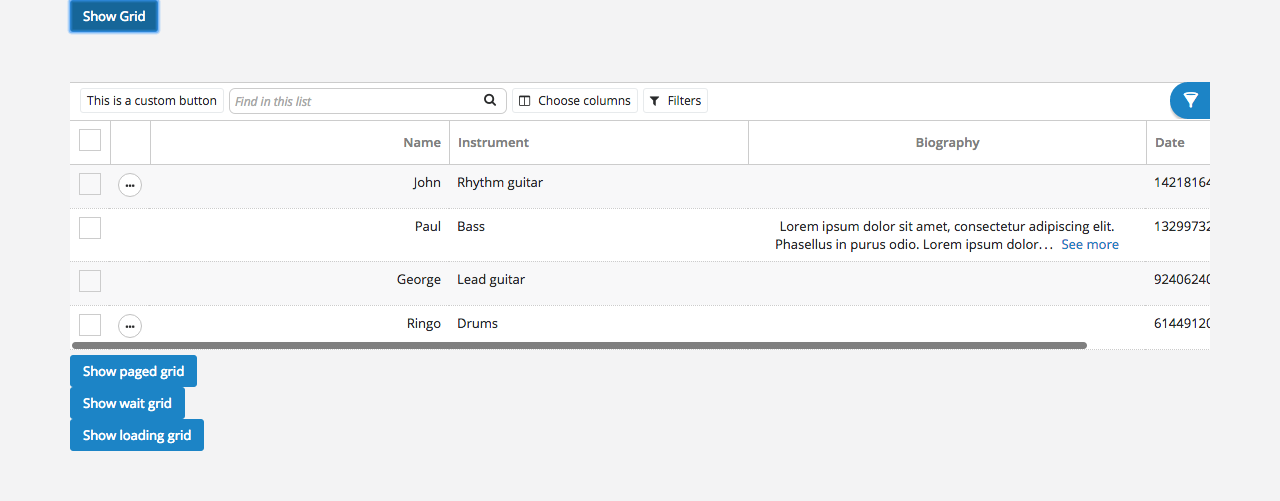 Show Grid
This is a custom button Find in this list Choose columns Filters
Name Instrument Biography Date
John Rhythm guitar 14218164
Paul Bass Lorem ipsum dolor sit amet, consectetur adipiscing elit. 13299732
Phasellus in purus odio. Lorem ipsum dolor... See more
George Lead guitar 92406240
Ringo Drums 61449120
Show paged grid
Show wait grid
Show loading grid